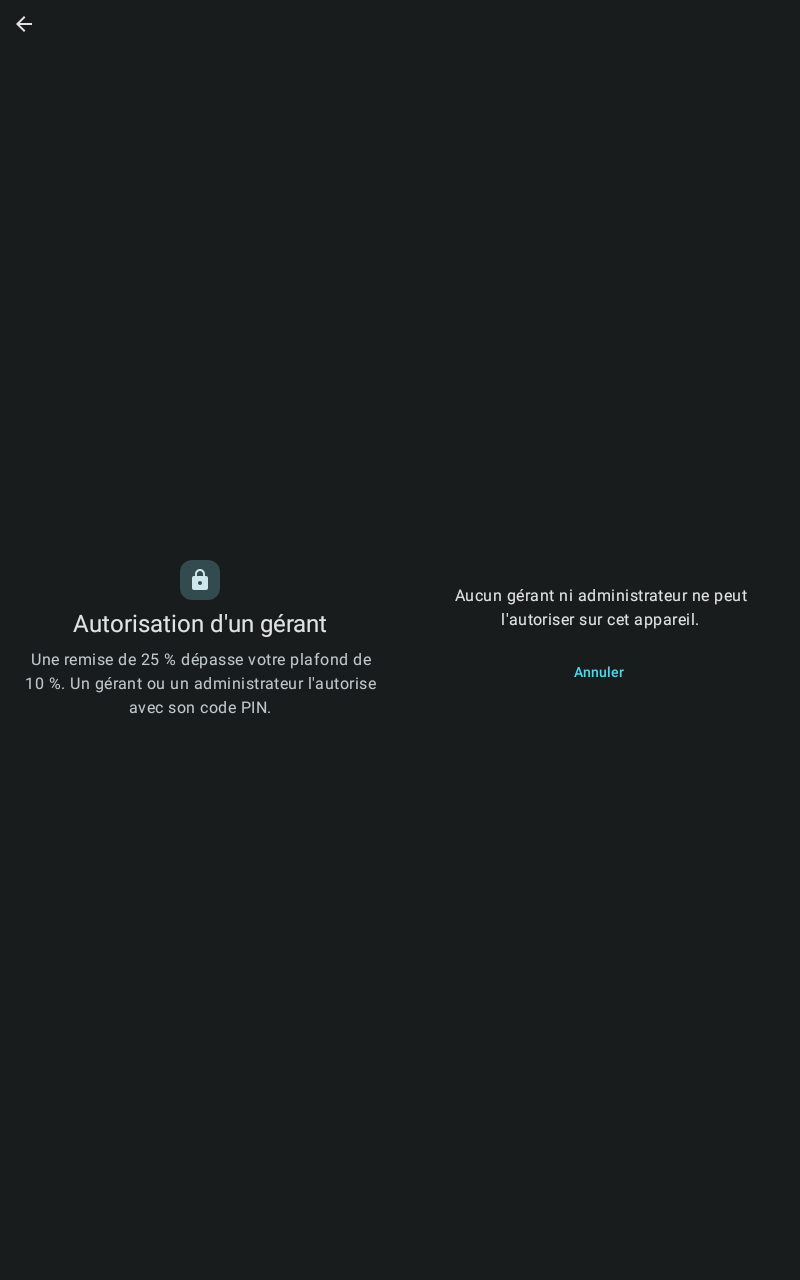 Autorisation d'un gérant
Une remise de 25 % dépasse votre plafond de
10 %. Un gérant ou un administrateur l'autorise
avec son code PIN.
Aucun gérant ni administrateur ne peut
l'autoriser sur cet appareil.
Annuler